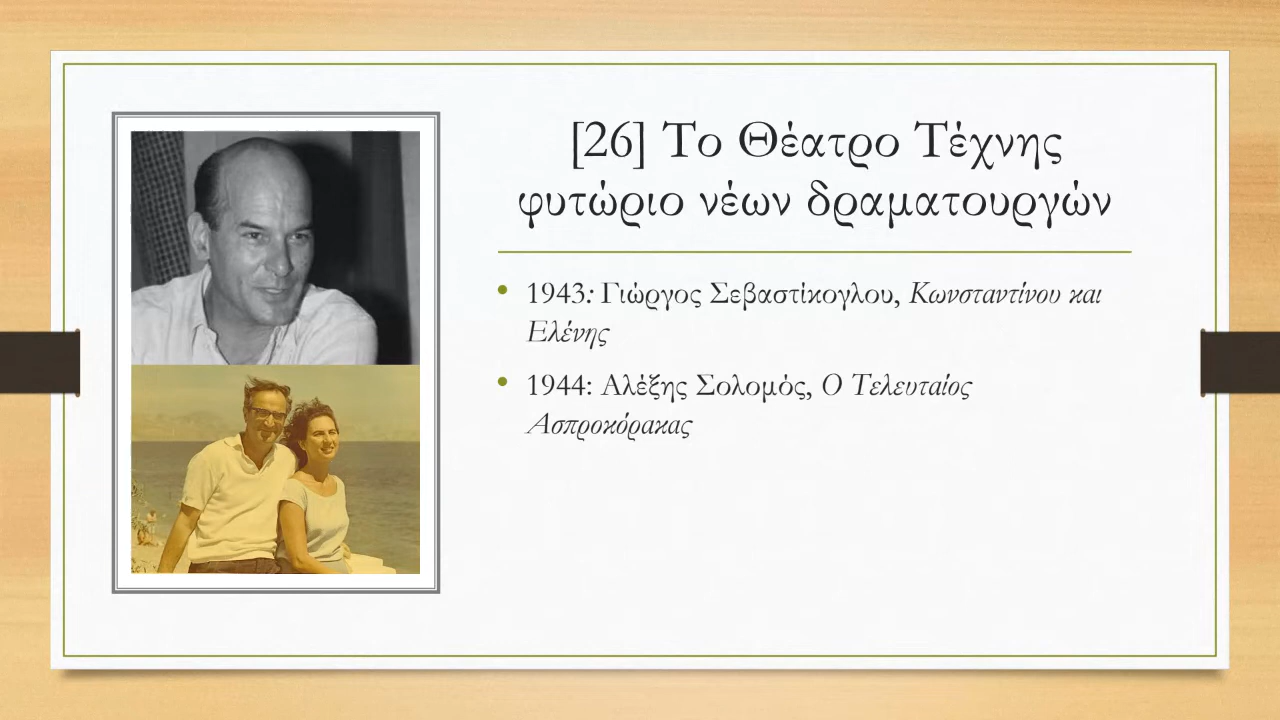 [26] Το Θέατρο Τέχνης
φυτώριο νέων δραματουργών
• 1943: Γιώργος Σεβαστίκογλου, Κωνσταντίνου και
Ελένης
• 1944: Αλέξης Σολομός, Ο Τελευταίος
Ασπροκόρακας